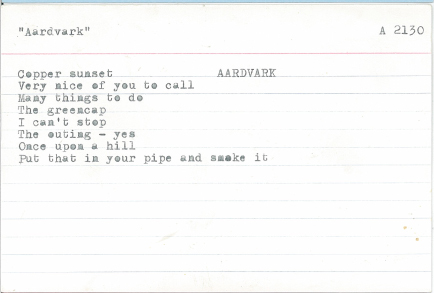 "Aardvark" A 2130
Copper sunset AARDVARK
Very nice of you to call
Many things to do
The greencap
I can't stop
The outing - yes
Once upon a hill
Put that in your pipe and smoke it